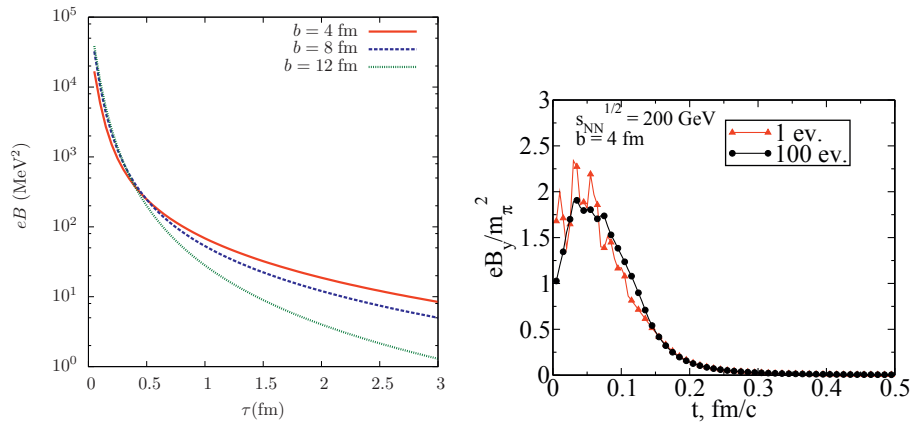 10^5
10^4
10^3
10^2
10^1
10^0
eB (MeV^2)
b = 4 fm
b = 8 fm
b = 12 fm
0 0.5 1 1.5 2 2.5 3
τ(fm)
3
2.5
2
1.5
1
0.5
0
eB_y/m_π^2
s_NN^1/2 = 200 GeV
b = 4 fm
1 ev.
100 ev.
0 0.1 0.2 0.3 0.4 0.5
t, fm/c